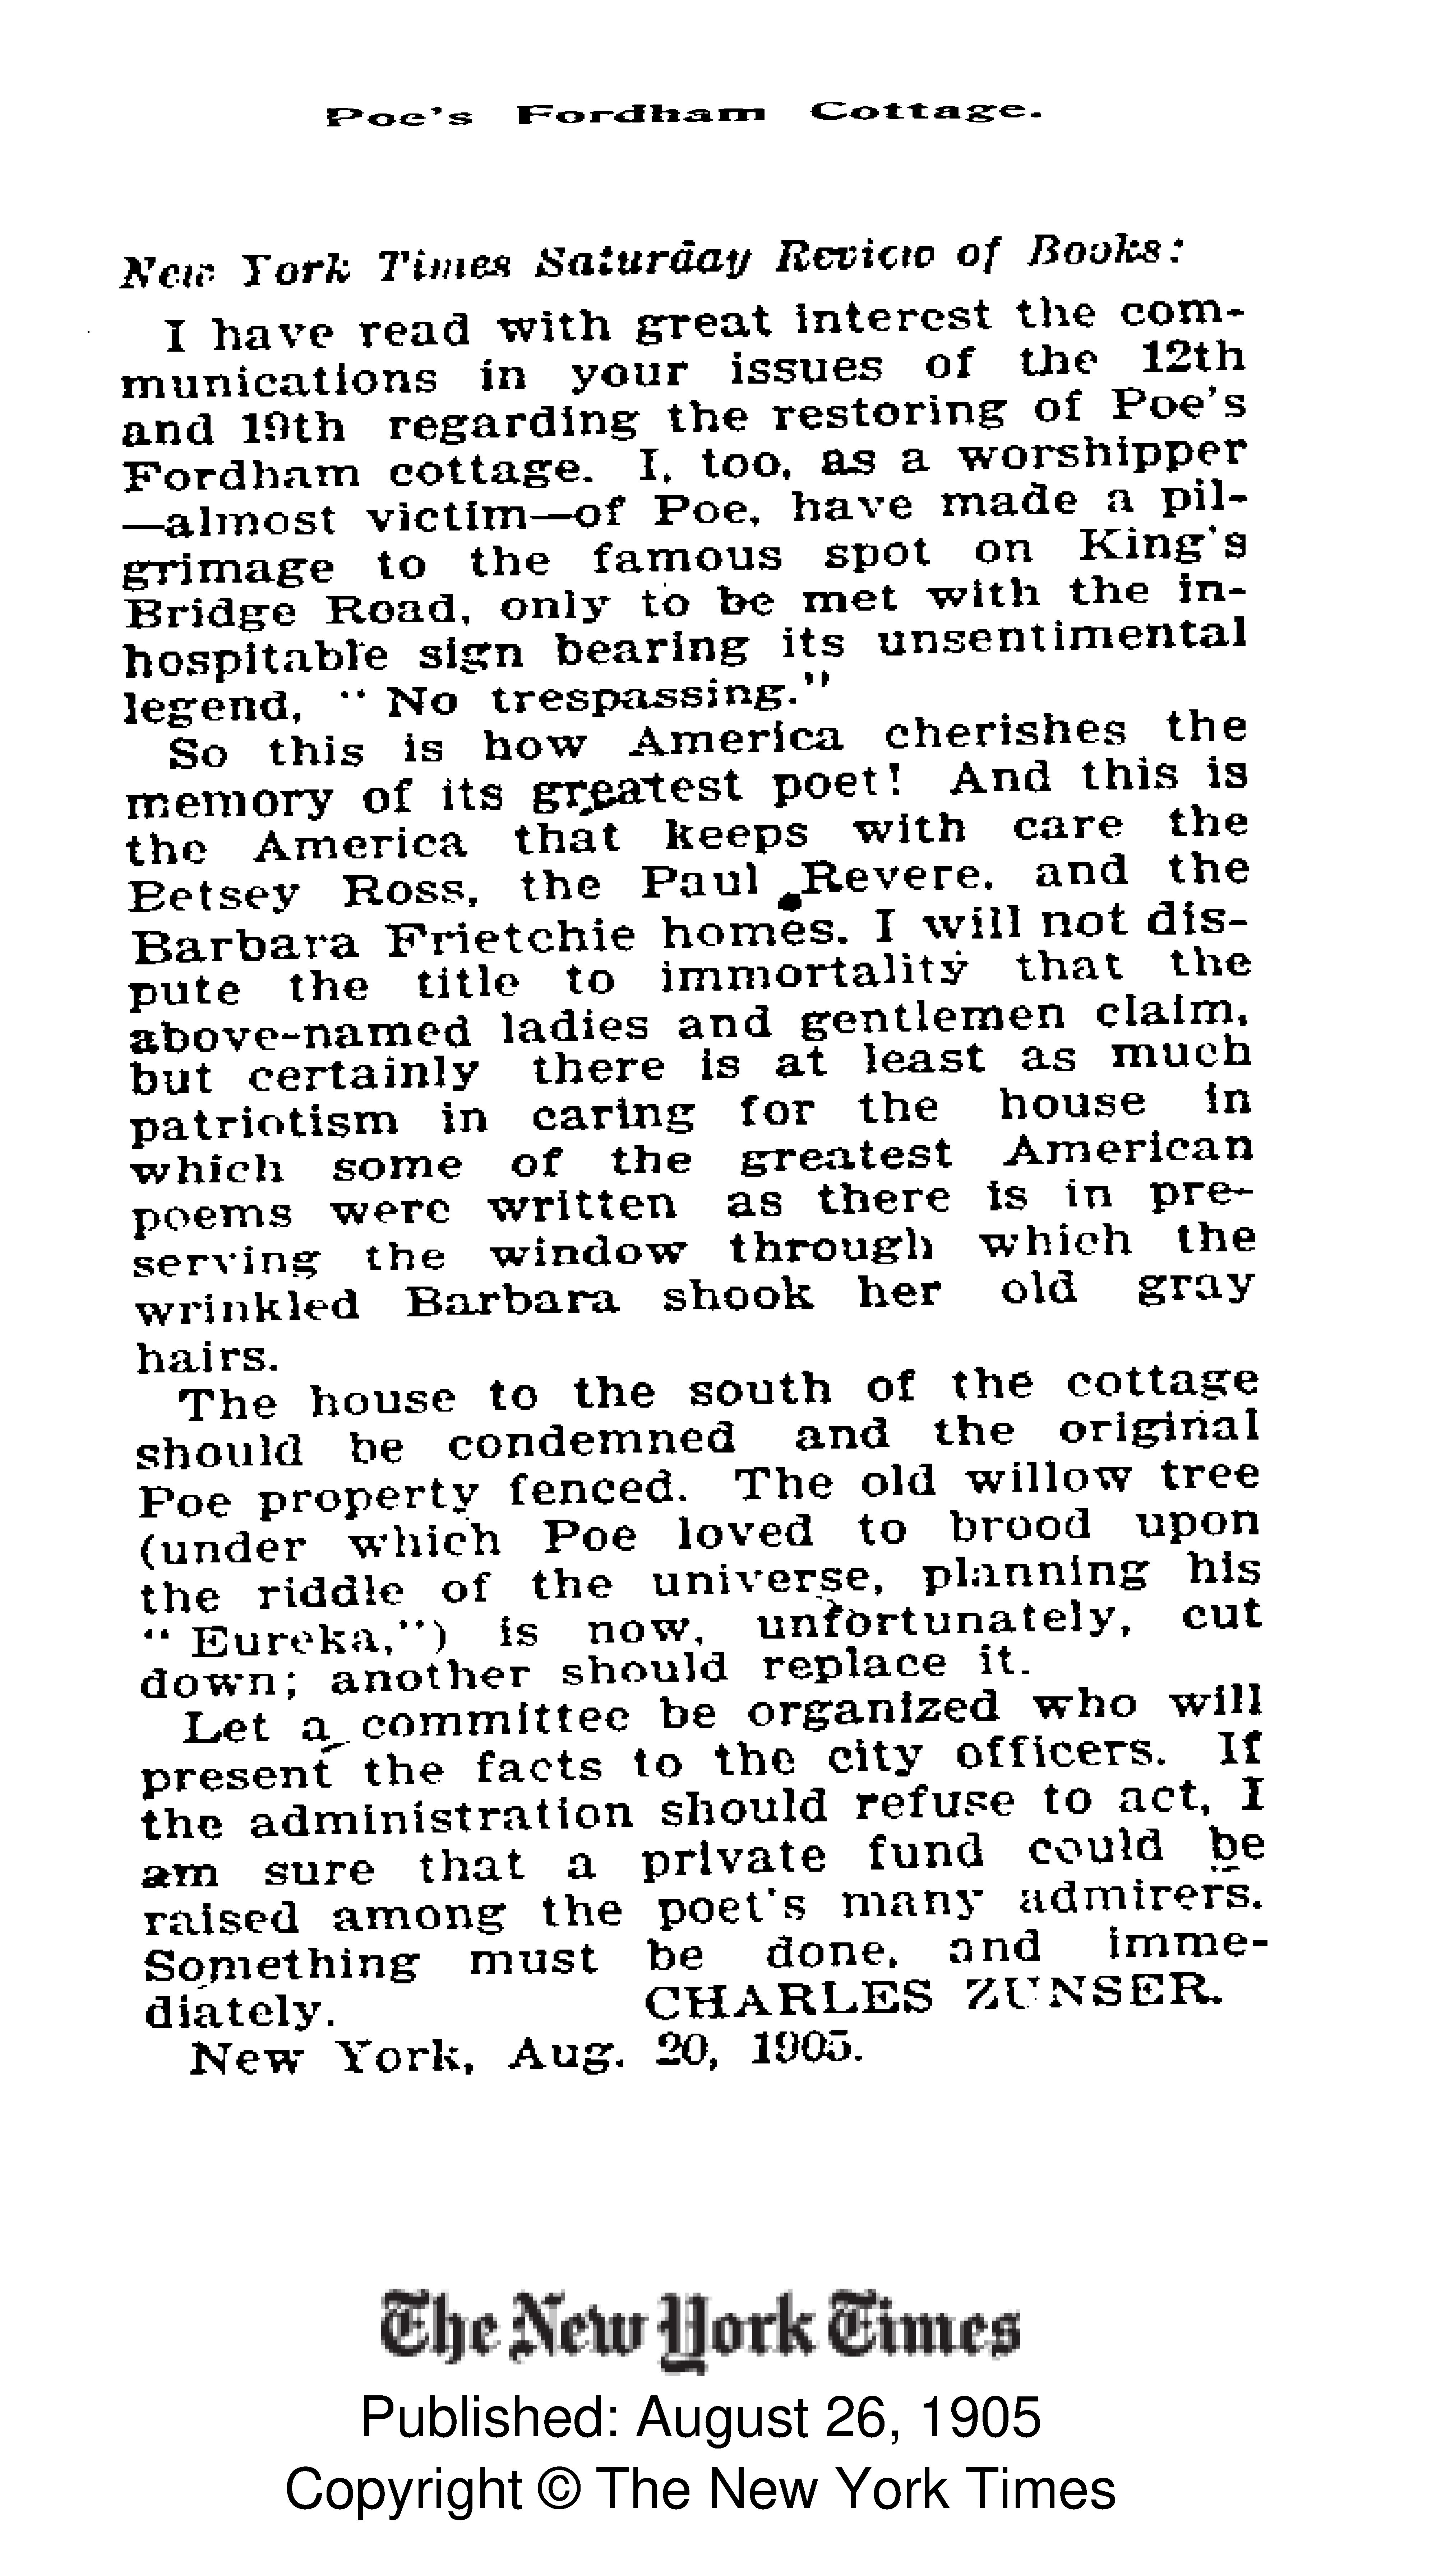 Poe's Fordham Cottage.
New York Times Saturday Review of Books:
I have read with great interest the com-
munications in your issues of the 12th
and 19th regarding the restoring of Poe's
Fordham cottage. I, too, as a worshipper
—almost victim—of Poe, have made a pil-
grimage to the famous spot on King's
Bridge Road, only to be met with the in-
hospitable sign bearing its unsentimental
legend, "No trespassing."
So this is how America cherishes the
memory of its greatest poet! And this is
the America that keeps with care the
Betsey Ross, the Paul Revere, and the
Barbara Frietchie homes. I will not dis-
pute the title to immortality that the
above-named ladies and gentlemen claim,
but certainly there is at least as much
patriotism in caring for the house in
which some of the greatest American
poems were written as there is in pre-
serving the window through which the
wrinkled Barbara shook her old gray
hairs.
The house to the south of the cottage
should be condemned and the original
Poe property fenced. The old willow tree
(under which Poe loved to brood upon
the riddle of the universe, planning his
"Eureka,") is now, unfortunately, cut
down; another should replace it.
Let a committee be organized who will
present the facts to the city officers. If
the administration should refuse to act, I
am sure that a private fund could be
raised among the poet's many admirers.
Something must be done, and imme-
diately. CHARLES ZUNSER.
New York, Aug. 20, 1905.
The New York Times
Published: August 26, 1905
Copyright © The New York Times